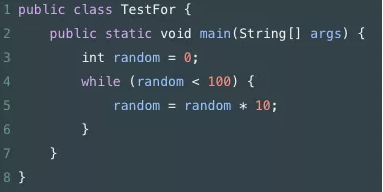 1 public class TestFor {
2     public static void main(String[] args) {
3         int random = 0;
4         while (random < 100) {
5             random = random * 10;
6         }
7     }
8 }